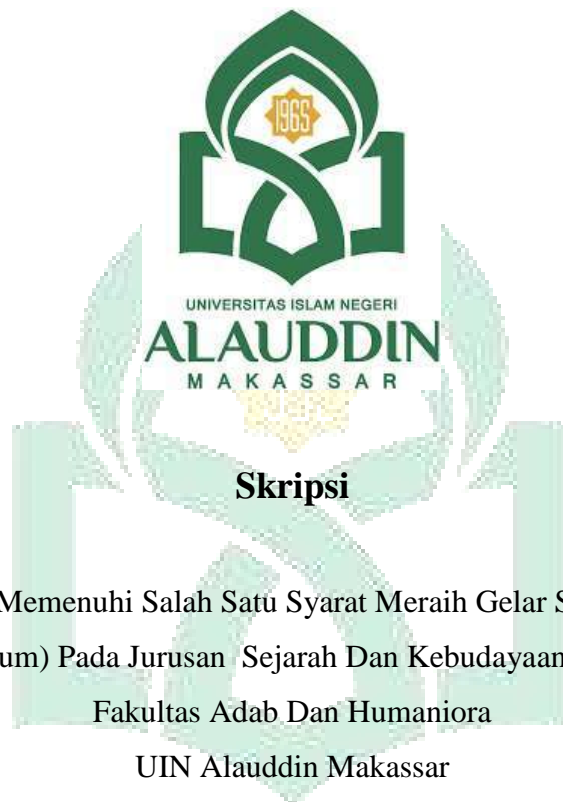 1965
UNIVERSITAS ISLAM NEGERI
ALAUDDIN
MAKASSAR
Skripsi
Memenuhi Salah Satu Syarat Meraih Gelar S
um) Pada Jurusan Sejarah Dan Kebudayaan
Fakultas Adab Dan Humaniora
UIN Alauddin Makassar